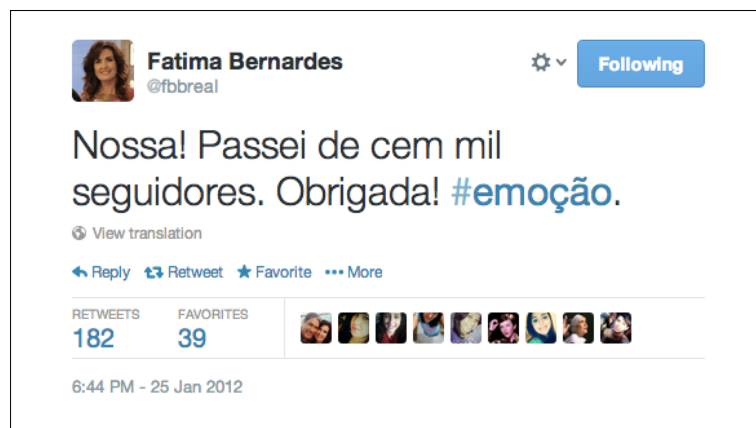 Fatima Bernardes
@fbbreal
Following
Nossa! Passei de cem mil
seguidores. Obrigada! #emoção.
View translation
Reply Retweet Favorite More
RETWEETS FAVORITES
182 39
6:44 PM - 25 Jan 2012